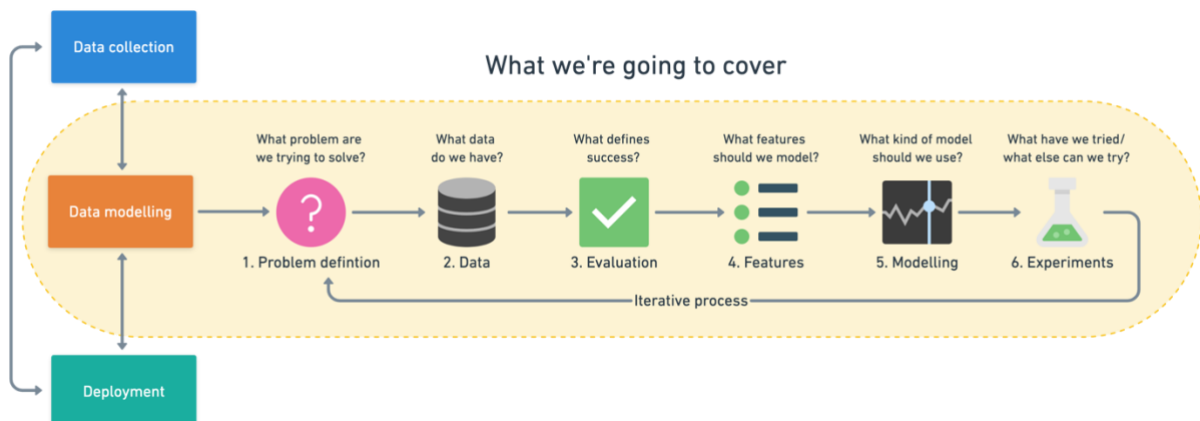 Data collection
What we're going to cover
What problem are
we trying to solve?
What data
do we have?
What defines
success?
What features
should we model?
What kind of model
should we use?
What have we tried/
what else can we try?
Data modelling
1. Problem defintion
2. Data
3. Evaluation
4. Features
5. Modelling
6. Experiments
Iterative process
Deployment